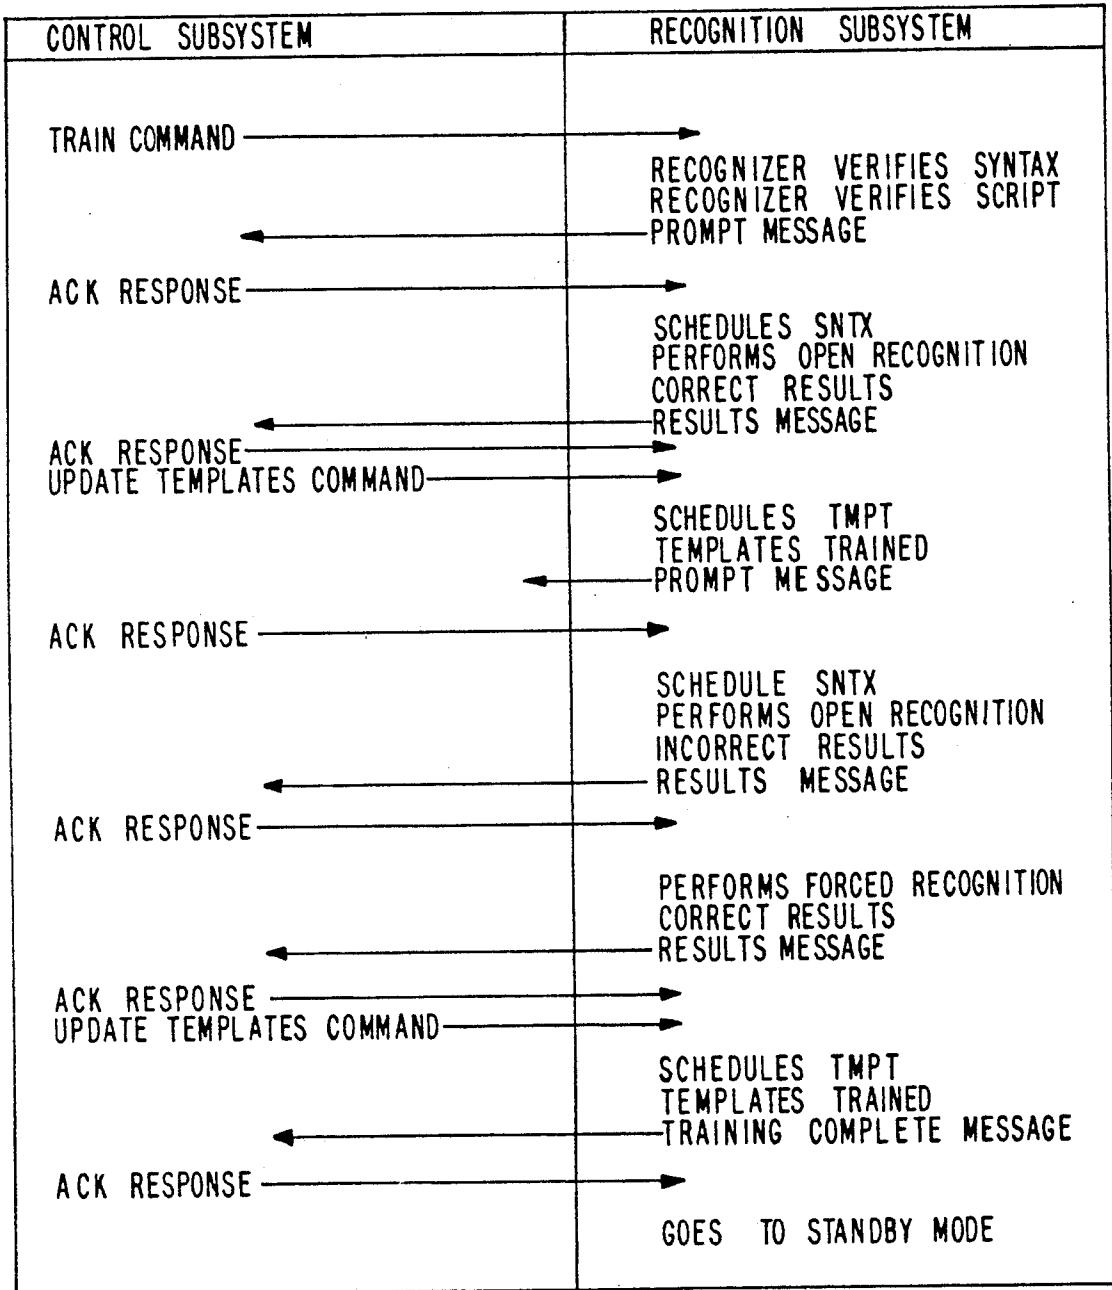 CONTROL SUBSYSTEM
RECOGNITION SUBSYSTEM
TRAIN COMMAND
RECOGNIZER VERIFIES SYNTAX
RECOGNIZER VERIFIES SCRIPT
PROMPT MESSAGE
ACK RESPONSE
SCHEDULES SNTX
PERFORMS OPEN RECOGNITION
CORRECT RESULTS
RESULTS MESSAGE
ACK RESPONSE
UPDATE TEMPLATES COMMAND
SCHEDULES TMPT
TEMPLATES TRAINED
PROMPT MESSAGE
ACK RESPONSE
SCHEDULE SNTX
PERFORMS OPEN RECOGNITION
INCORRECT RESULTS
RESULTS MESSAGE
ACK RESPONSE
PERFORMS FORCED RECOGNITION
CORRECT RESULTS
RESULTS MESSAGE
ACK RESPONSE
UPDATE TEMPLATES COMMAND
SCHEDULES TMPT
TEMPLATES TRAINED
TRAINING COMPLETE MESSAGE
ACK RESPONSE
GOES TO STANDBY MODE